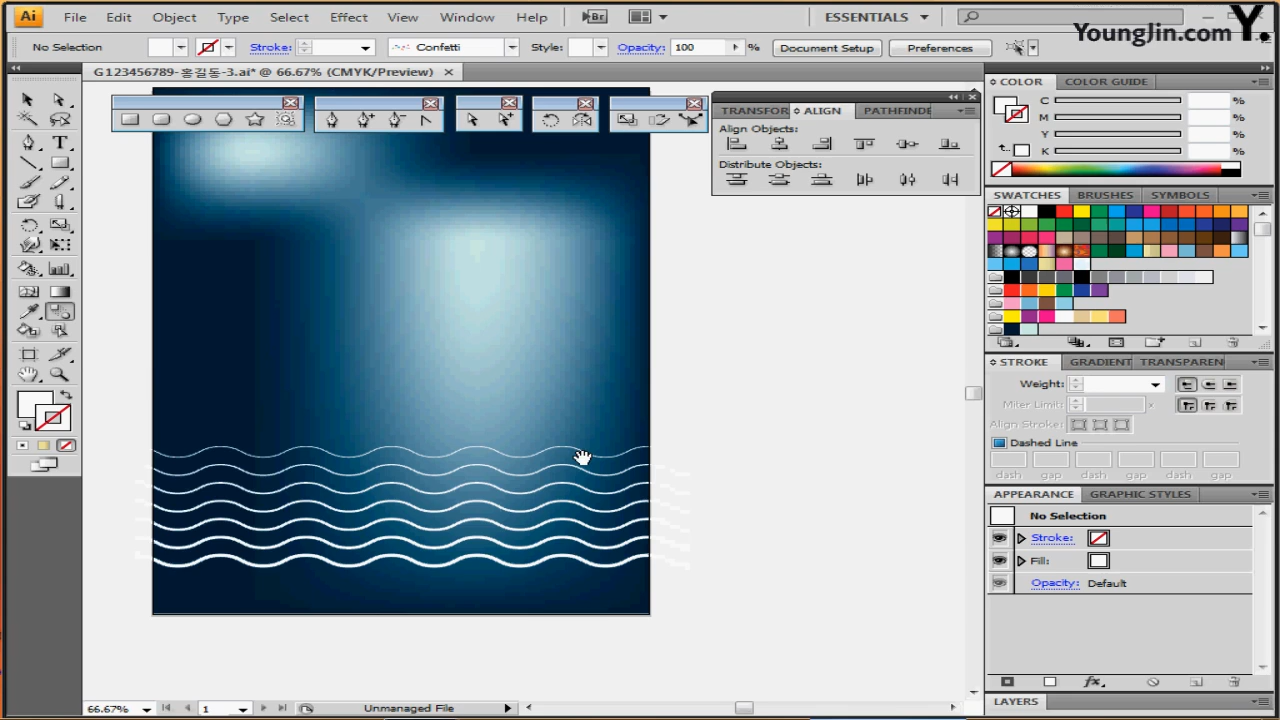 Ai File Edit Object Type Select Effect View Window Help Br ESSENTIALS
YoungJin.com Y.
No Selection Stroke: Confetti Style: Opacity: 100 % Document Setup Preferences
G123456789-홍길동-3.ai* @ 66.67% (CMYK/Preview)
COLOR COLOR GUIDE
C %
M %
Y %
K %
TRANSFOR ALIGN PATHFINDE
Align Objects:
Distribute Objects:
SWATCHES BRUSHES SYMBOLS
STROKE GRADIENT TRANSPAREN
Weight:
Miter Limit: x
Align Stroke:
Dashed Line
dash gap dash gap dash gap
APPEARANCE GRAPHIC STYLES
No Selection
Stroke:
Fill:
Opacity: Default
fx
LAYERS
66.67% 1 Unmanaged File